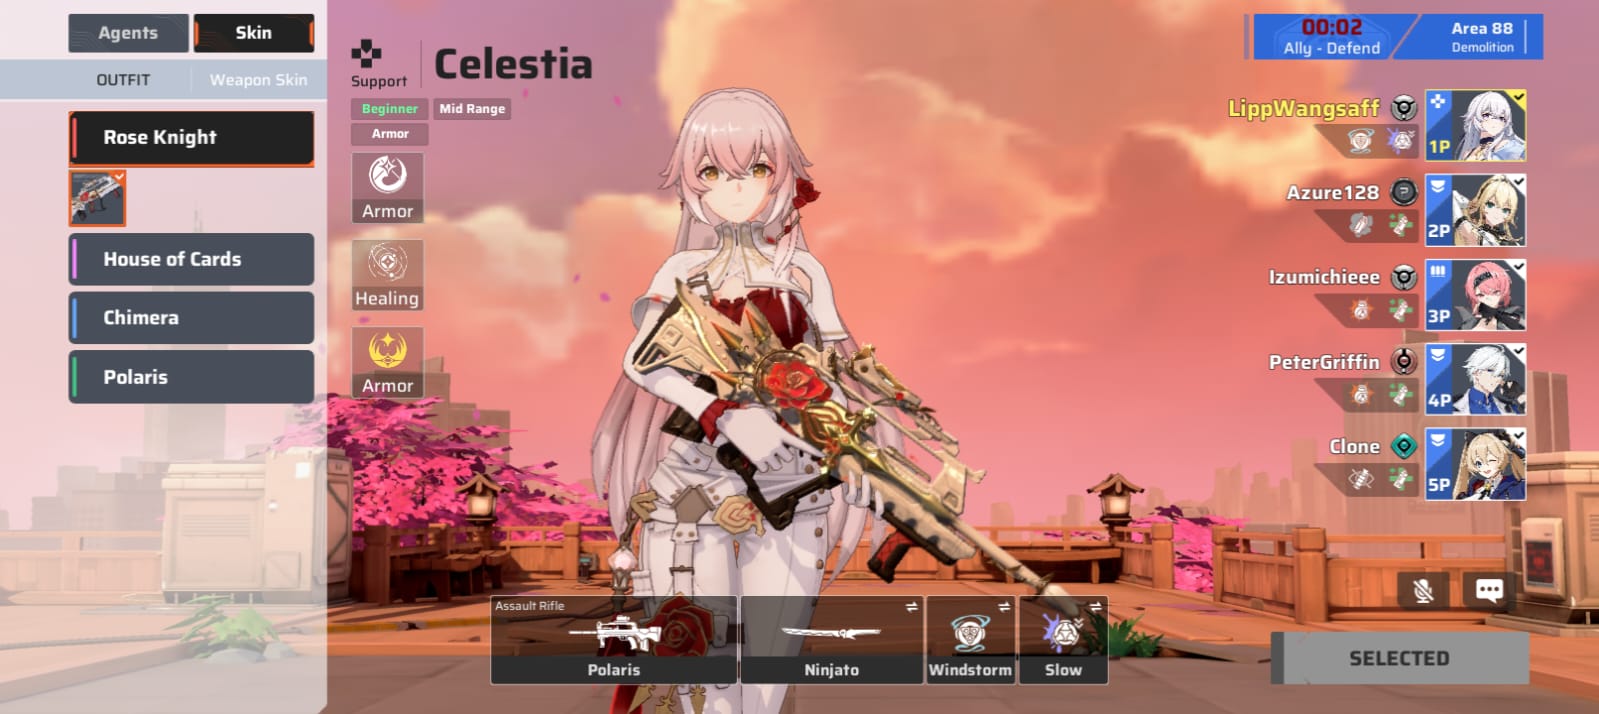 Agents
Skin
OUTFIT
Weapon Skin
Rose Knight
House of Cards
Chimera
Polaris
Support
Celestia
Beginner
Mid Range
Armor
Armor
Healing
Armor
00:02
Ally - Defend
Area 88
Demolition
LippWangsaff
1P
Azure128
2P
Izumichieee
3P
PeterGriffin
4P
Clone
5P
Assault Rifle
Polaris
Ninjato
Windstorm
Slow
SELECTED